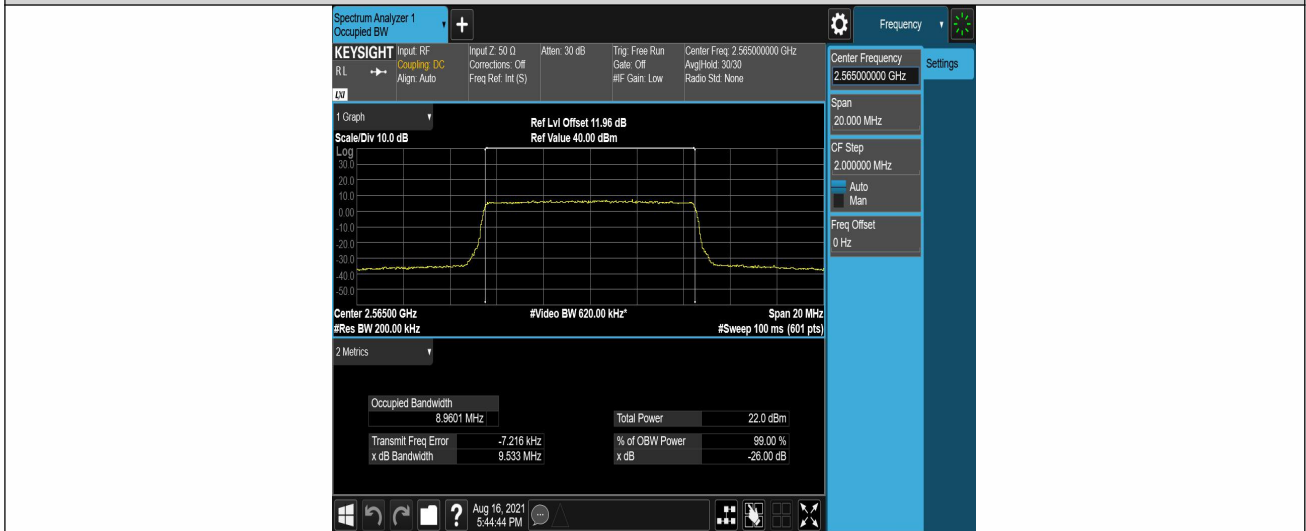 Spectrum Analyzer 1
Occupied BW
+
Frequency
KEYSIGHT
RL
LXI
Input: RF
Coupling: DC
Align: Auto
Input Z: 50 Ω
Corrections: Off
Freq Ref: Int (S)
Atten: 30 dB
Trig: Free Run
Gate: Off
#IF Gain: Low
Center Freq: 2.565000000 GHz
Avg|Hold: 30/30
Radio Std: None
Center Frequency
2.565000000 GHz
Settings
Span
20.000 MHz
CF Step
2.000000 MHz
Auto
Man
Freq Offset
0 Hz
1 Graph
Scale/Div 10.0 dB
Ref Lvl Offset 11.96 dB
Ref Value 40.00 dBm
Log
30.0
20.0
10.0
0.00
-10.0
-20.0
-30.0
-40.0
-50.0
Center 2.56500 GHz
#Video BW 620.00 kHz*
Span 20 MHz
#Res BW 200.00 kHz
#Sweep 100 ms (601 pts)
2 Metrics
Occupied Bandwidth
8.9601 MHz
Total Power 22.0 dBm
Transmit Freq Error -7.216 kHz
% of OBW Power 99.00 %
x dB Bandwidth 9.533 MHz
x dB -26.00 dB
?
Aug 16, 2021
5:44:44 PM